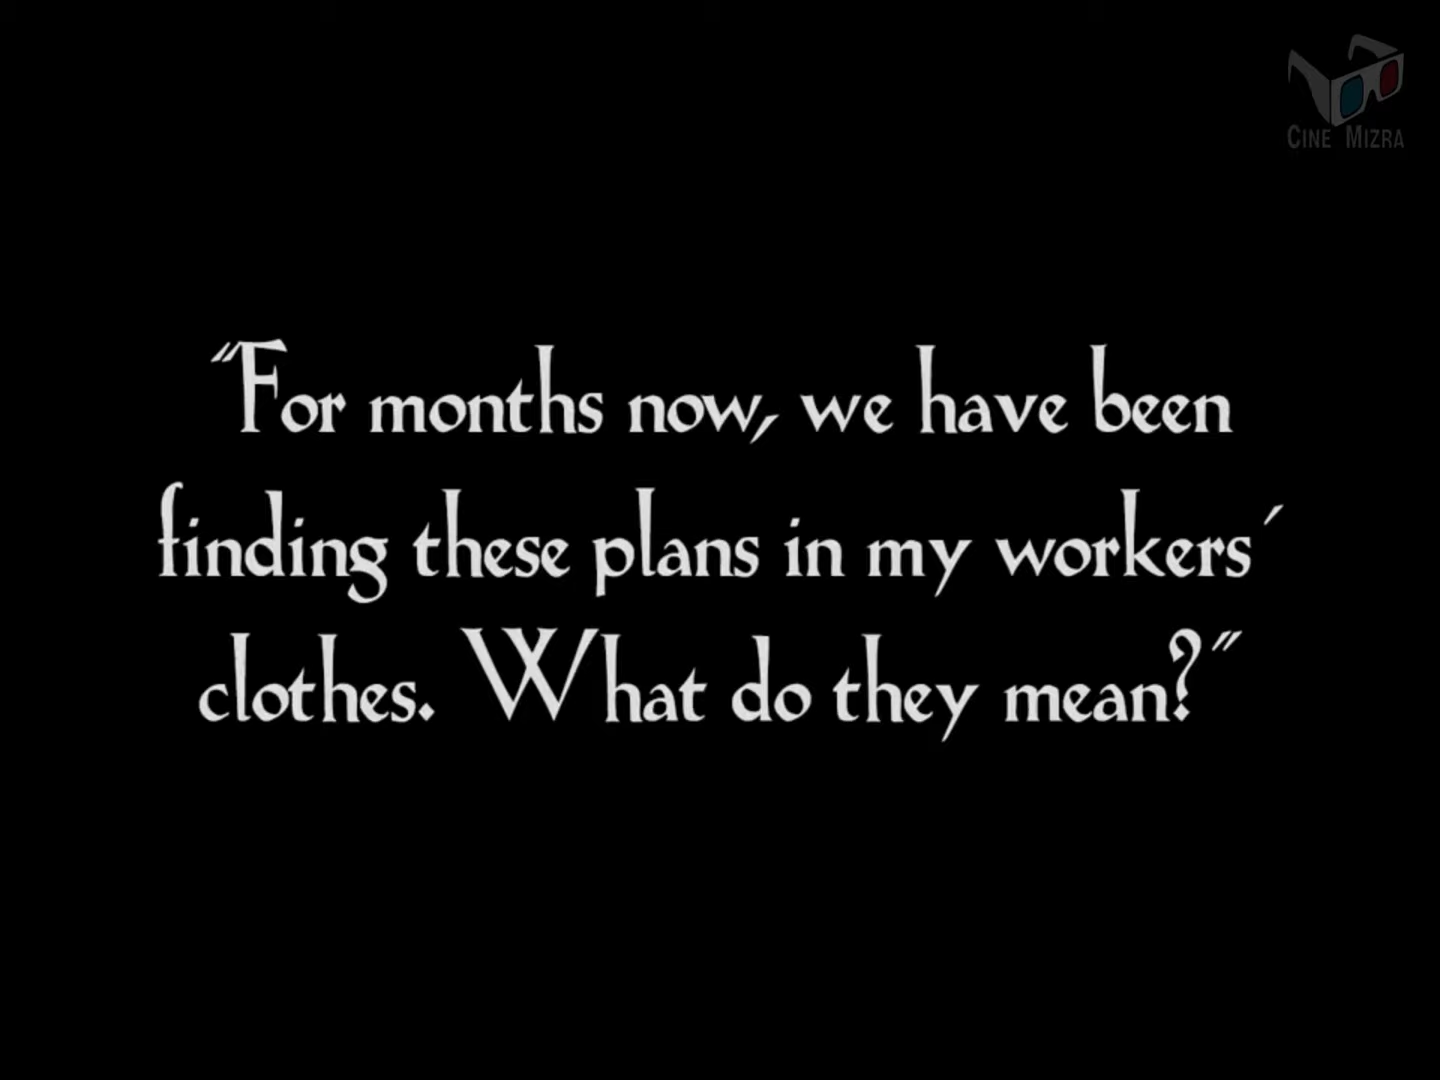 CINE MIZRA
"For months now, we have been
finding these plans in my workers'
clothes. What do they mean?"